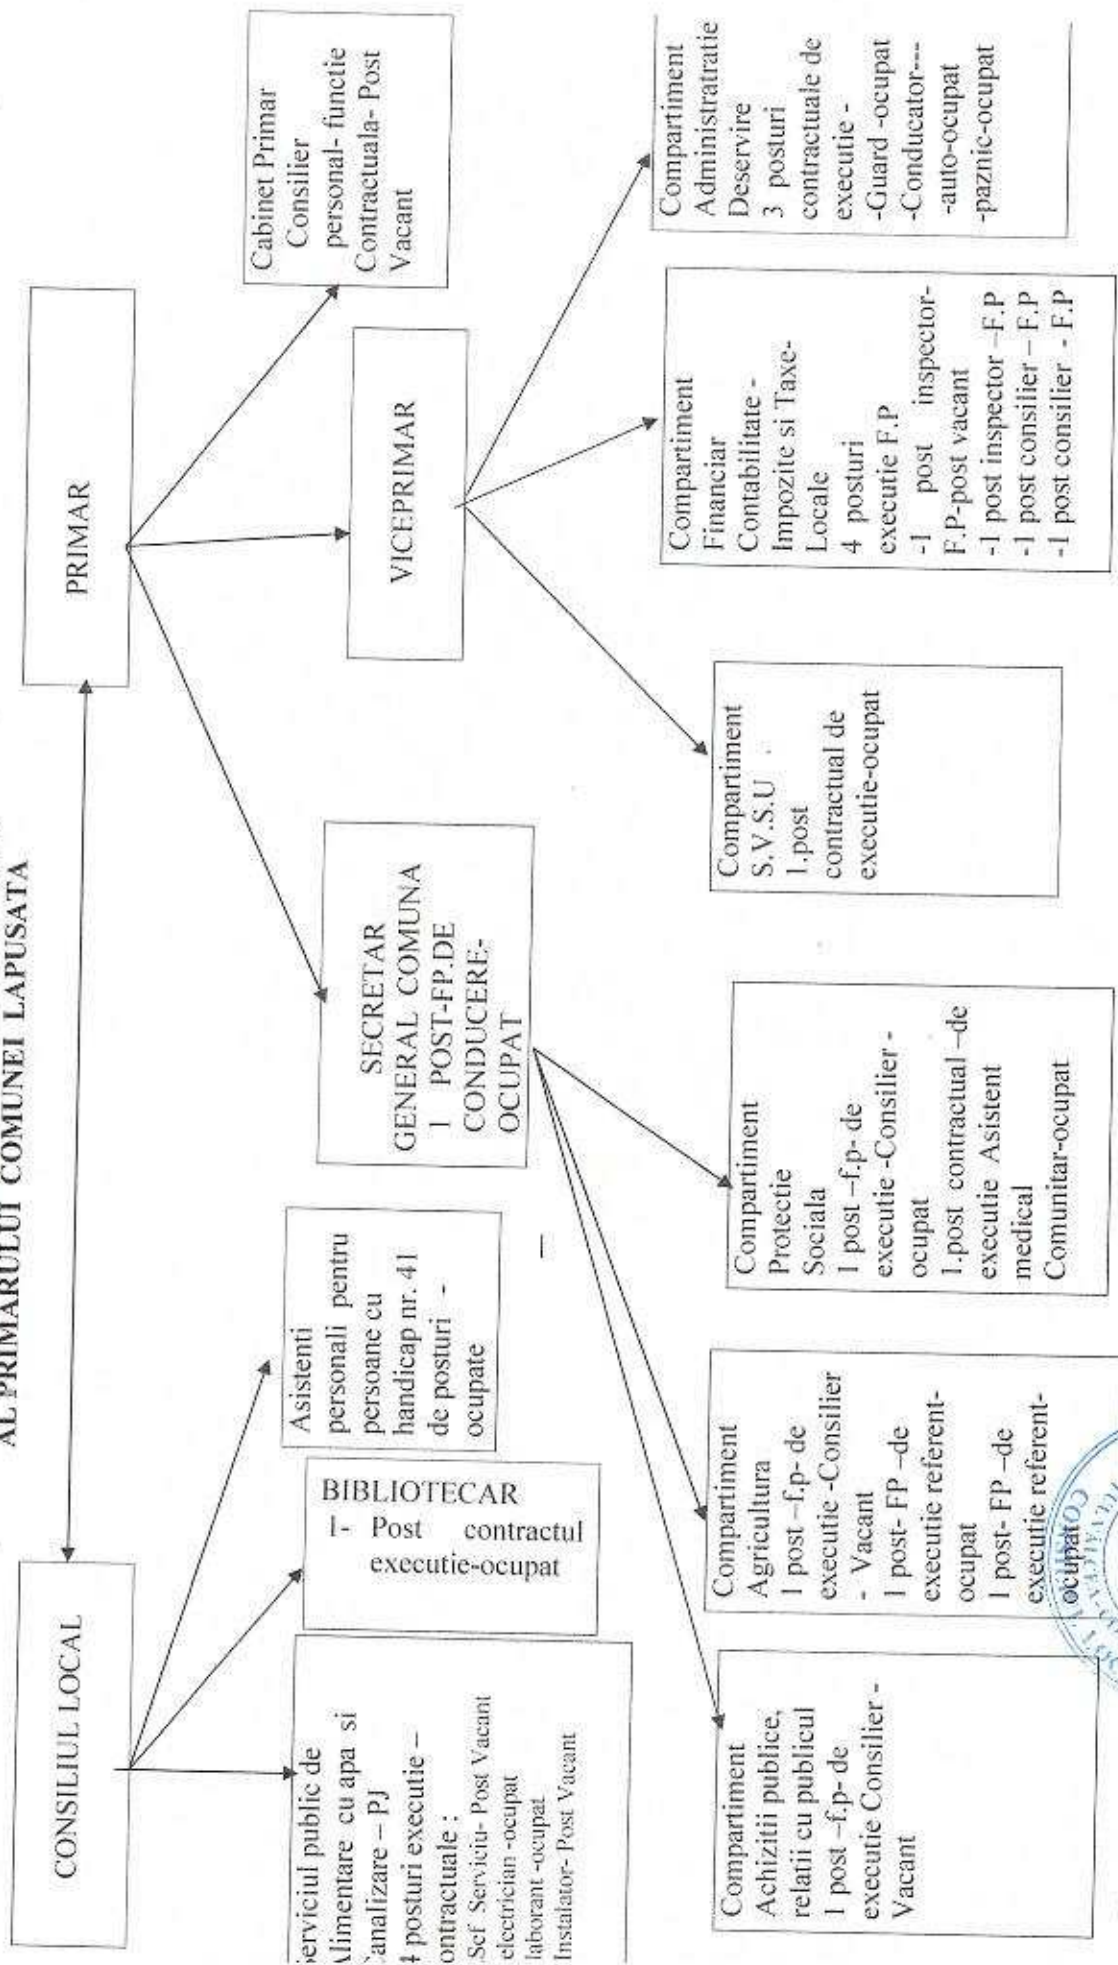 AL PRIMARULUI COMUNEI LAPUSATA
CONSILIUL LOCAL
PRIMAR
Cabinet Primar
Consilier
personal- functie
Contractuala- Post
Vacant
VICEPRIMAR
SECRETAR
GENERAL COMUNA
1 POST-FP.DE
CONDUCERE-
OCUPAT
Asistenti
personali pentru
persoane cu
handicap nr. 41
de posturi -
ocupate
BIBLIOTECAR
1- Post contractul
executie-ocupat
erviciul public de
limentare cu apa si
analizare – PJ
4 posturi executie –
ontractuale :
Sef Serviciu- Post Vacant
electrician -ocupat
laborant -ocupat
Instalator- Post Vacant
Compartiment
Achizitii publice,
relatii cu publicul
1 post –f.p- de
executie Consilier -
Vacant
Compartiment
Agricultura
1 post –f.p- de
executie -Consilier
- Vacant
1 post- FP –de
executie referent-
ocupat
1 post- FP –de
executie referent-
ocupat
Compartiment
Protectie
Sociala
1 post –f.p- de
executie -Consilier -
ocupat
1.post contractual –de
executie Asistent
medical
Comunitar-ocupat
Compartiment
S.V.S.U
1.post
contractual de
executie-ocupat
Compartiment
Financiar
Contabilitate -
Impozite si Taxe-
Locale
4 posturi
executie F.P
-1 post inspector-
F.P-post vacant
-1 post inspector –F.P
-1 post consilier – F.P
-1 post consilier - F.P
Compartiment
Administratratie
Deservire
3 posturi
contractuale de
executie -
-Guard -ocupat
-Conducator---
-auto-ocupat
-paznic-ocupat